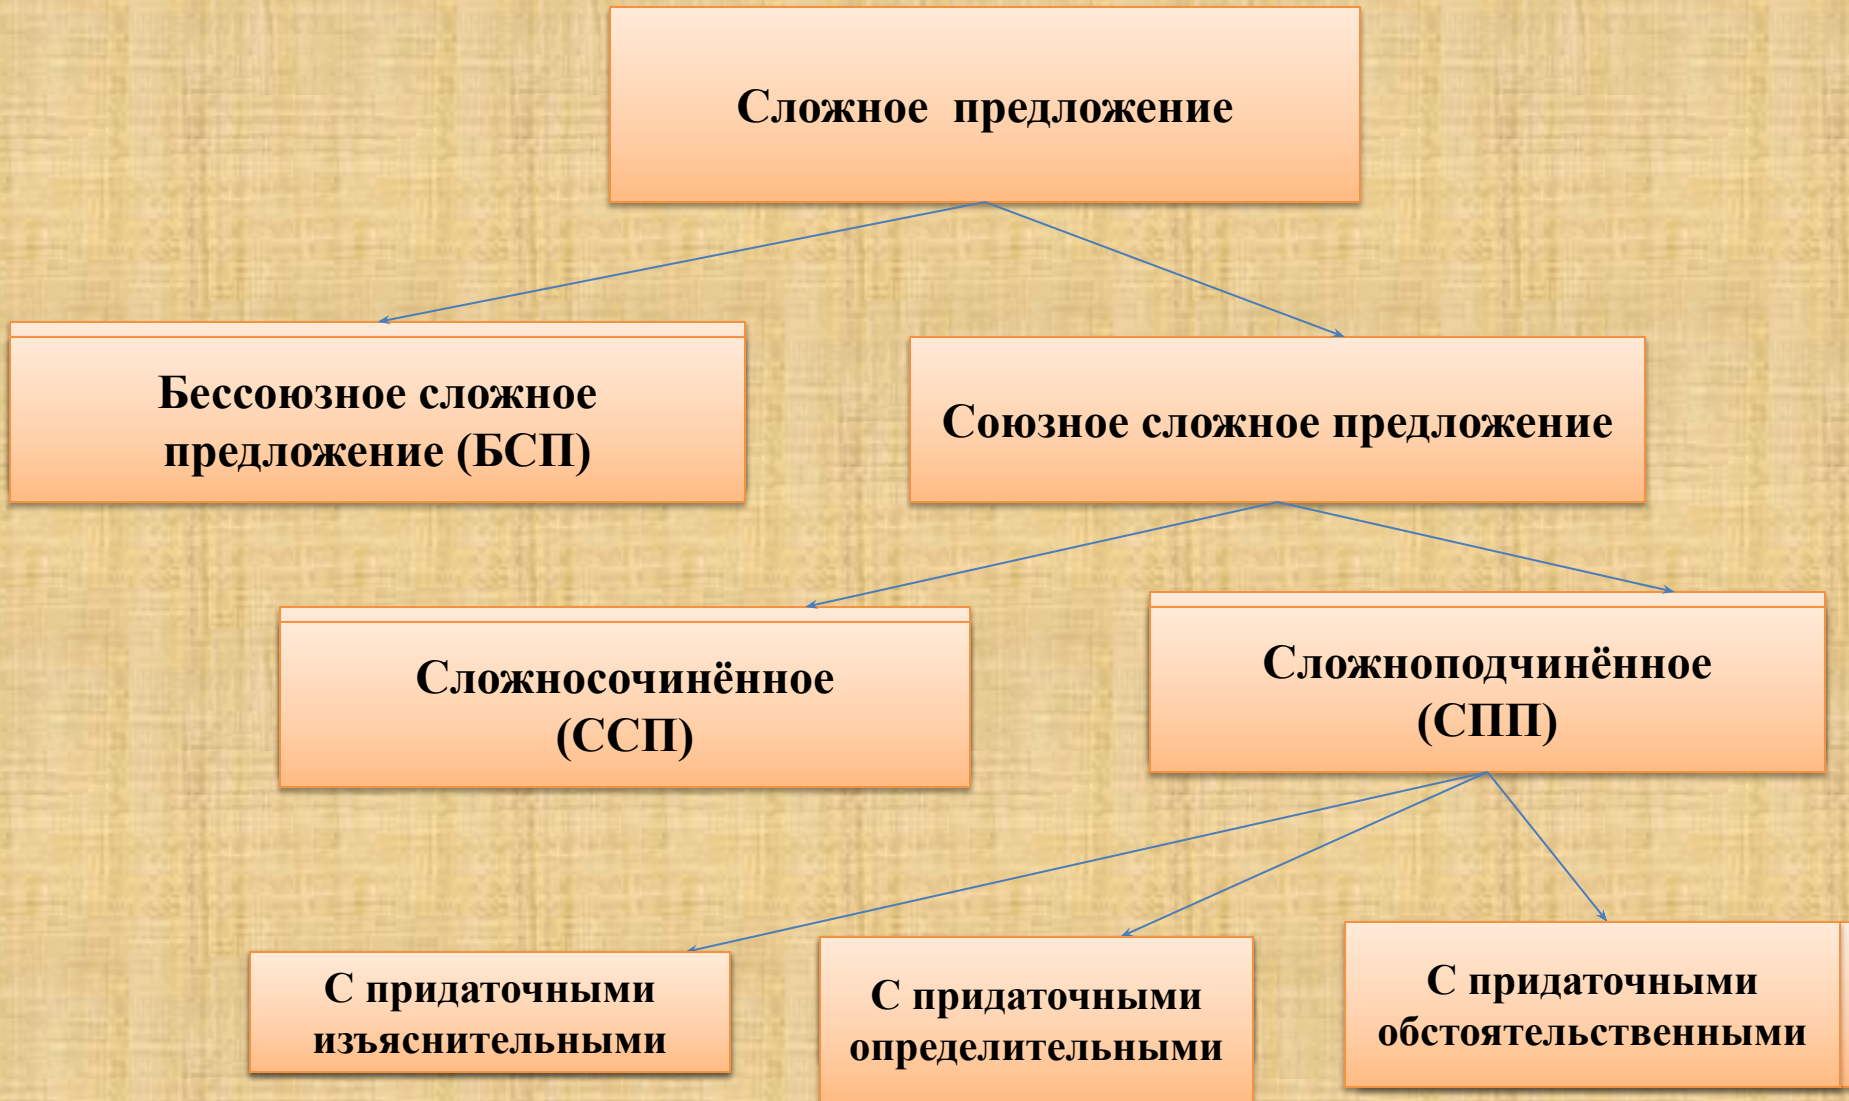 Сложное предложение
Бессоюзное сложное
предложение (БСП)
Союзное сложное предложение
Сложносочинённое
(ССП)
Сложноподчинённое
(СПП)
С придаточными
изъяснительными
С придаточными
определительными
С придаточными
обстоятельственными